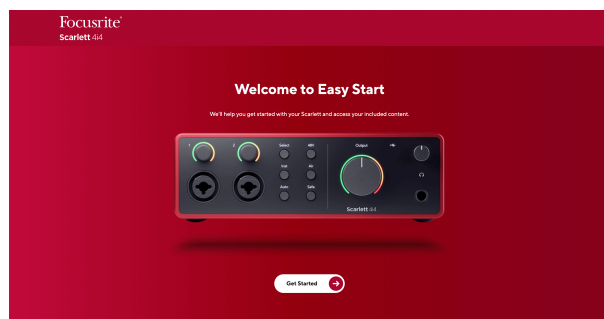 Focusrite®
Scarlett 4i4
Welcome to Easy Start
We'll help you get started with your Scarlett and access your included content.
1 2 Select 48V Output
Inst Air
Auto Safe
Scarlett 4i4
Get Started